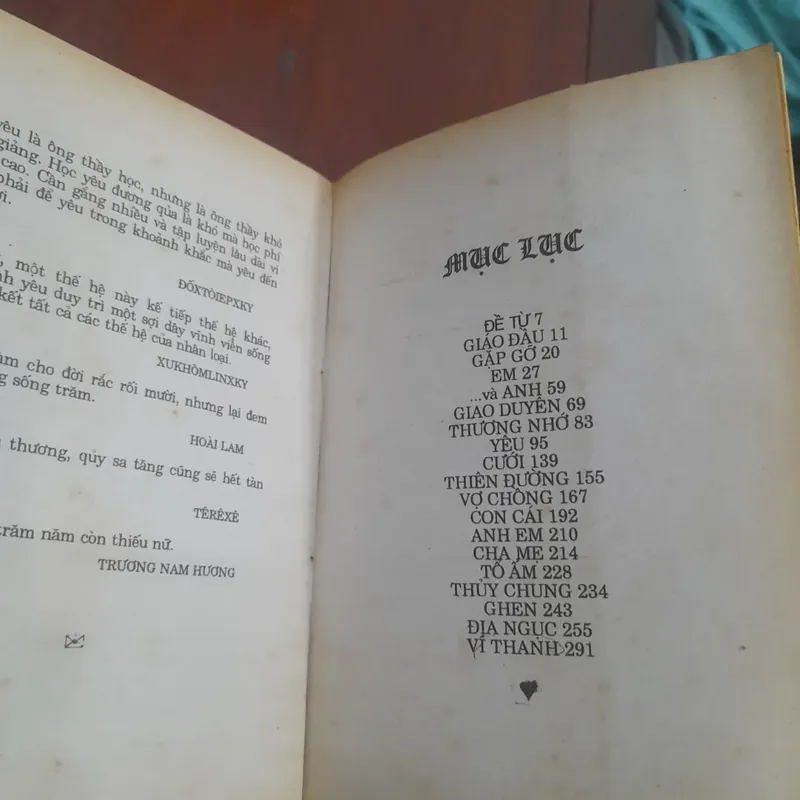 yêu là ông thầy học, nhưng là ông thầy khó
giảng. Học yêu đương qủa là khó mà học phí
cao. Cần gắng nhiều và tập luyện lâu dài vì
phải để yêu trong khoảnh khắc mà yêu đến
ĐỐXTÒIEPXKY
một thế hệ này kế tiếp thế hệ khác,
yêu duy trì một sợi dây vĩnh viễn sống
kết tất cả các thế hệ của nhân loại.
XUKHÒMLINXKY
cho đời rắc rối mười, nhưng lại đem
sống trăm.
HOÀI LAM
thương, qủy sa tăng cũng sẽ hết tàn
TÊRÊXÊ
trăm năm còn thiếu nữ.
TRƯƠNG NAM HƯƠNG
MỤC LỤC
ĐỀ TỪ 7
GIÁO ĐẦU 11
GẶP GỠ 20
EM 27
...và ANH 59
GIAO DUYÊN 69
THƯƠNG NHỚ 83
YÊU 95
CƯỚI 139
THIÊN ĐƯỜNG 155
VỢ CHỒNG 167
CON CÁI 192
ANH EM 210
CHA MẸ 214
TỔ ẤM 228
THỦY CHUNG 234
GHEN 243
ĐỊA NGỤC 255
VĨ THANH 291